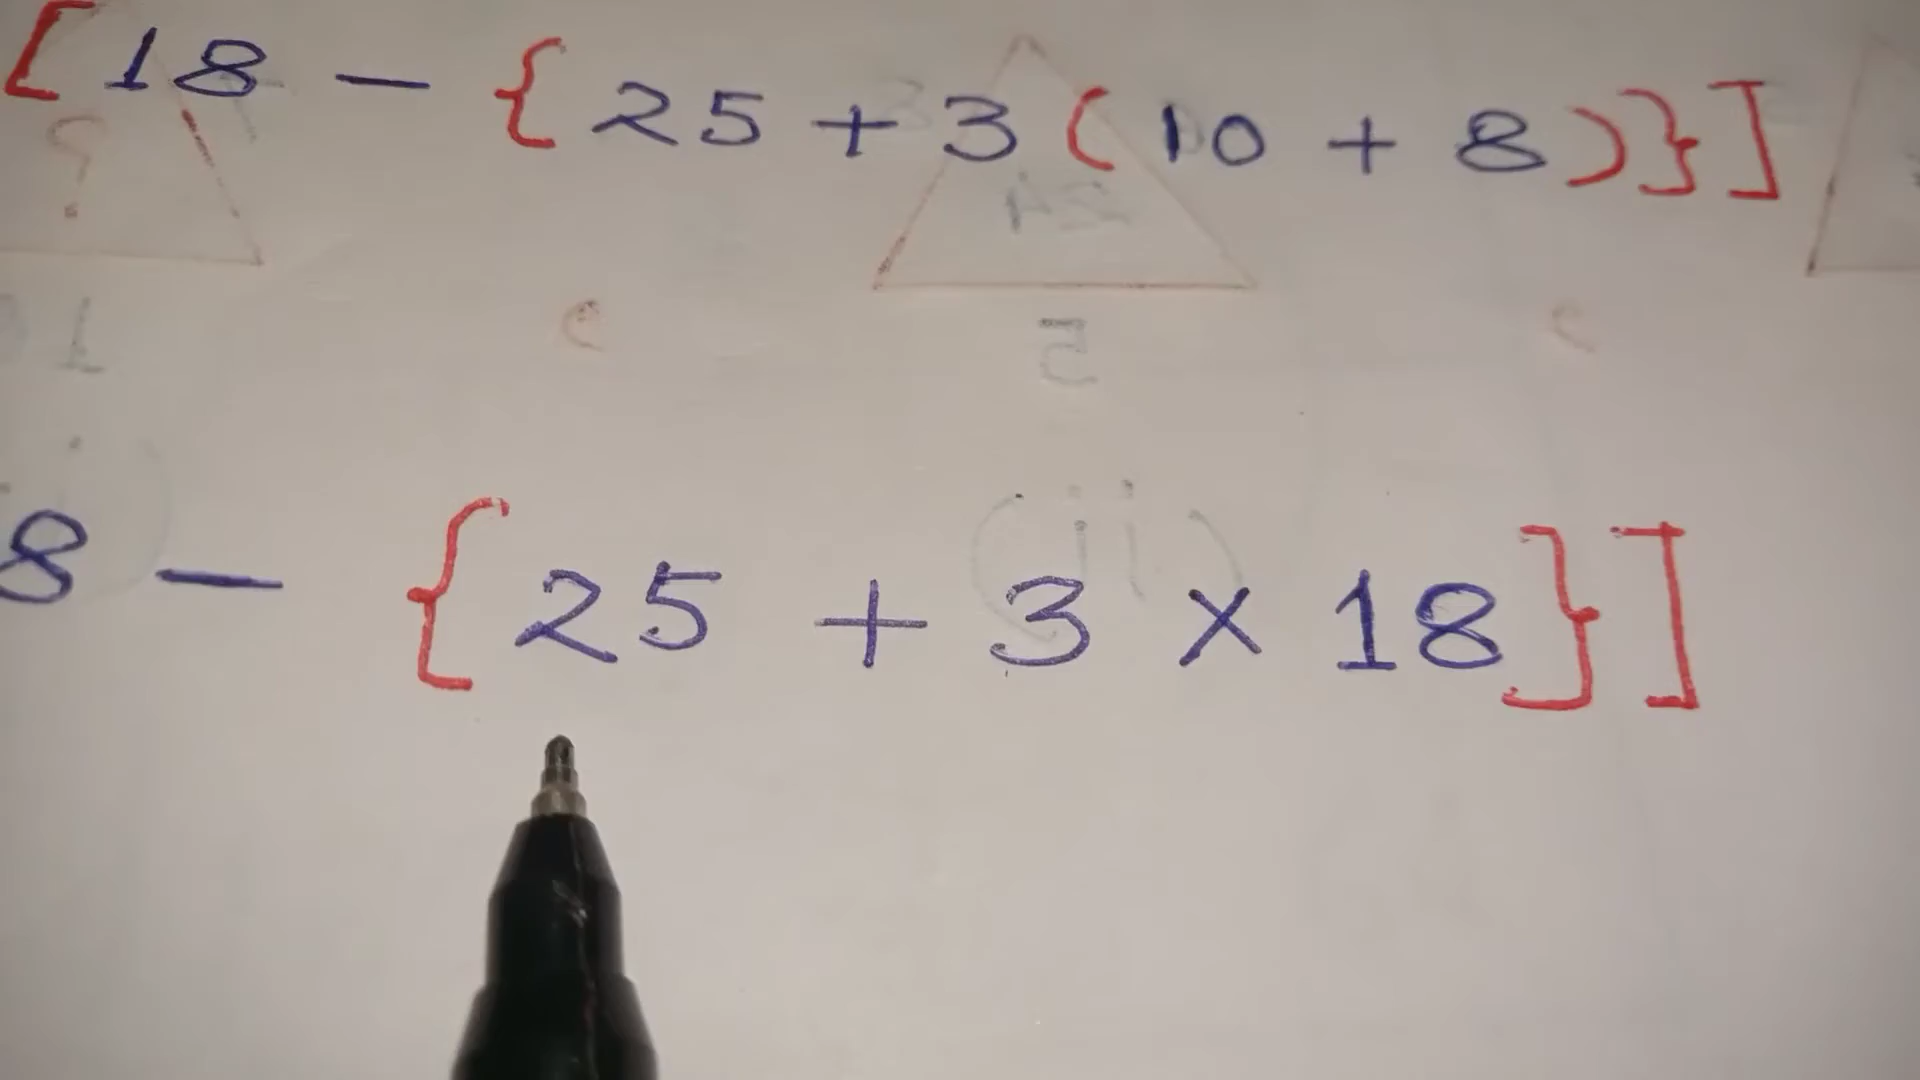 [18 - {25 + 3(10 + 8)}]
8 - {25 + 3 × 18}]